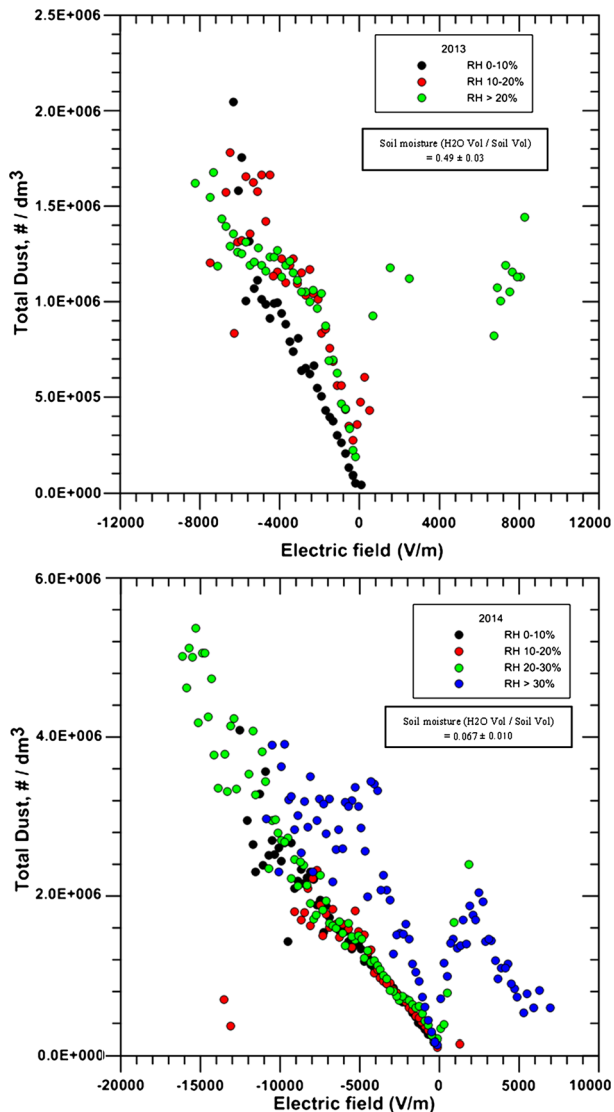 2.5E+006
2013
RH 0-10%
RH 10-20%
RH > 20%
2.0E+006
Soil moisture (H2O Vol / Soil Vol)
= 0.49 ± 0.03
1.5E+006
Total Dust, # / dm3
1.0E+006
5.0E+005
0.0E+000
-12000 -8000 -4000 0 4000 8000 12000
Electric field (V/m)
6.0E+006
2014
RH 0-10%
RH 10-20%
RH 20-30%
RH > 30%
Soil moisture (H2O Vol / Soil Vol)
= 0.067 ± 0.010
4.0E+006
Total Dust, # / dm3
2.0E+006
0.0E+000
-20000 -15000 -10000 -5000 0 5000 10000
Electric field (V/m)